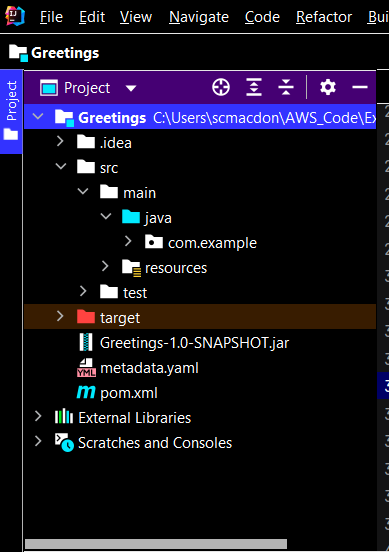 File Edit View Navigate Code Refactor
Greetings
Project
Project
Greetings C:\Users\scmacdon\AWS_Code\Ex
.idea
src
main
java
com.example
resources
test
target
Greetings-1.0-SNAPSHOT.jar
YML metadata.yaml
m pom.xml
External Libraries
Scratches and Consoles